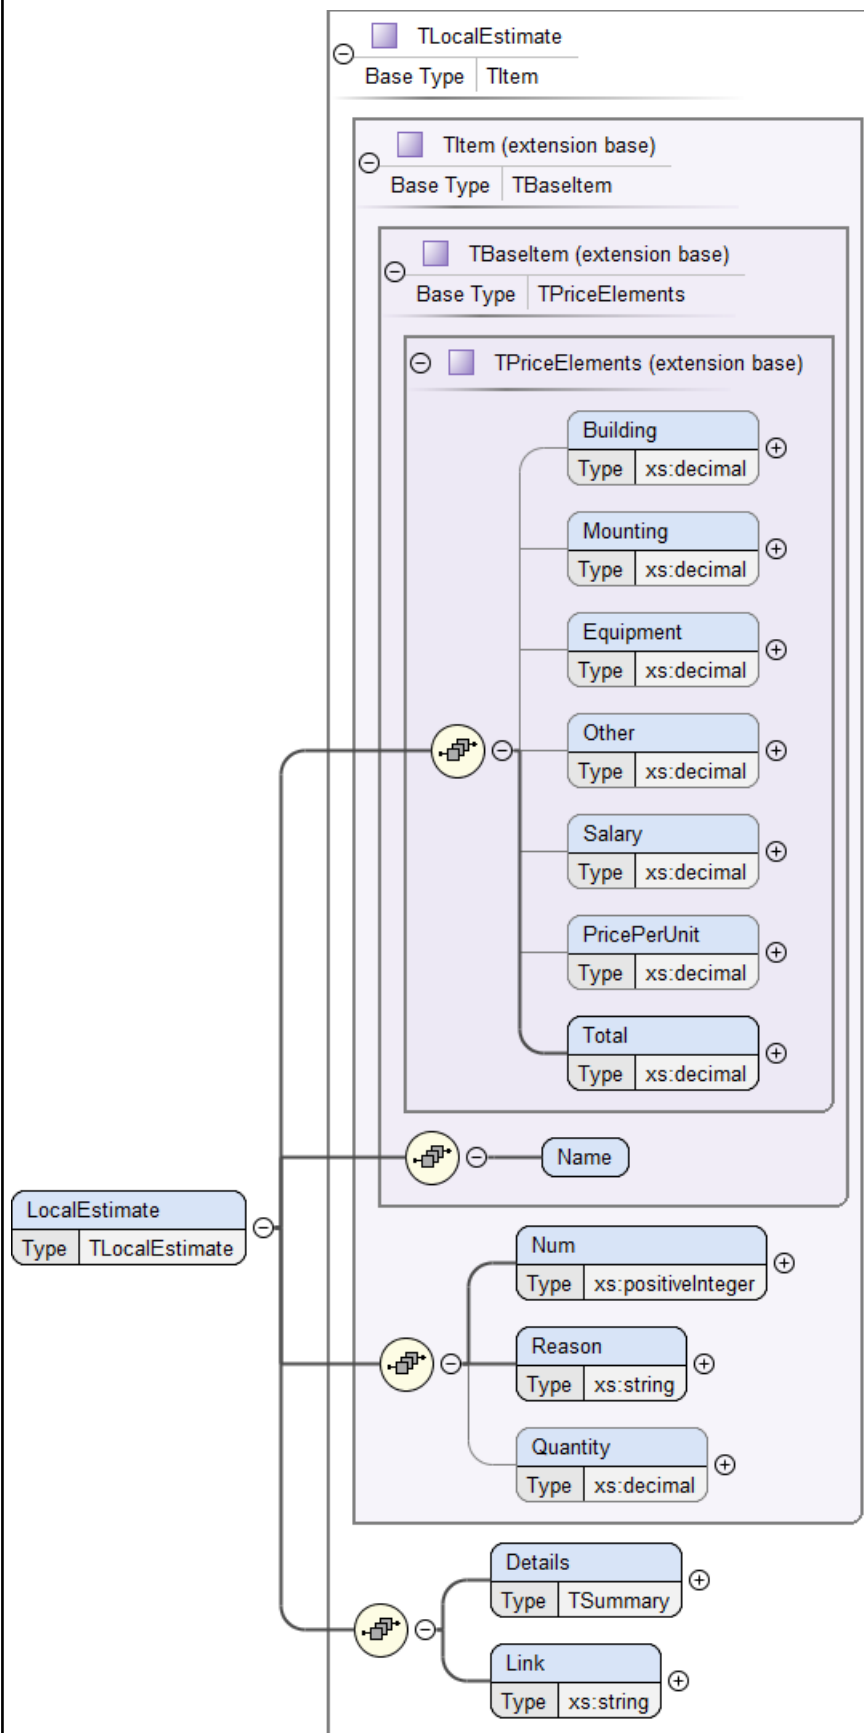 TLocalEstimate
Base Type TItem
TItem (extension base)
Base Type TBaseItem
TBaseItem (extension base)
Base Type TPriceElements
TPriceElements (extension base)
Building
Type xs:decimal
Mounting
Type xs:decimal
Equipment
Type xs:decimal
Other
Type xs:decimal
Salary
Type xs:decimal
PricePerUnit
Type xs:decimal
Total
Type xs:decimal
Name
LocalEstimate
Type TLocalEstimate
Num
Type xs:positiveInteger
Reason
Type xs:string
Quantity
Type xs:decimal
Details
Type TSummary
Link
Type xs:string